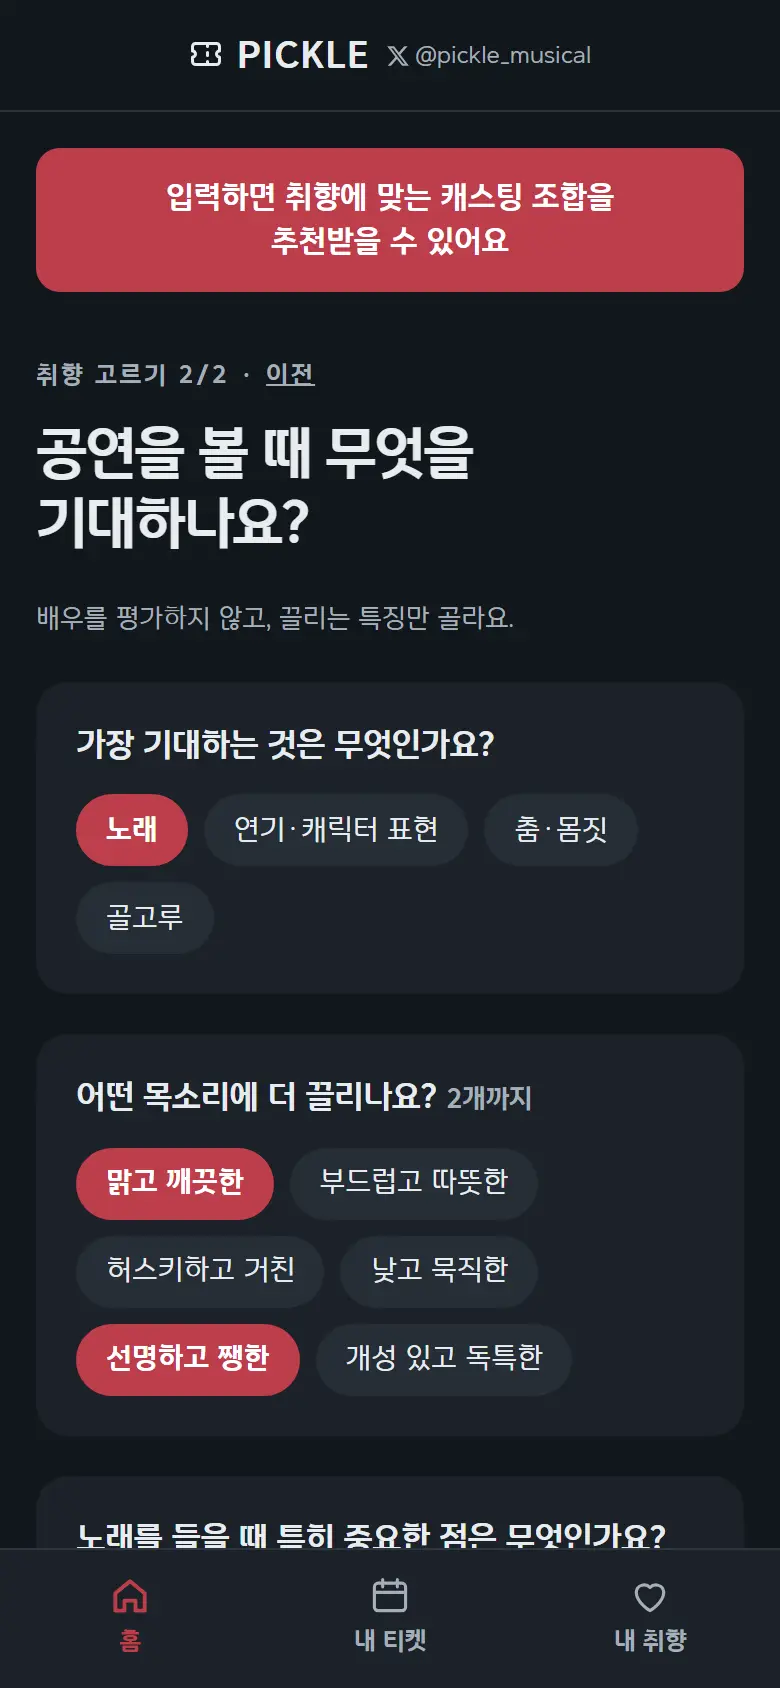 PICKLE @pickle_musical
입력하면 취향에 맞는 캐스팅 조합을
추천받을 수 있어요
취향 고르기 2/2 · 이전
공연을 볼 때 무엇을
기대하나요?
배우를 평가하지 않고, 끌리는 특징만 골라요.
가장 기대하는 것은 무엇인가요?
노래 연기·캐릭터 표현 춤·몸짓
골고루
어떤 목소리에 더 끌리나요? 2개까지
맑고 깨끗한 부드럽고 따뜻한
허스키하고 거친 낮고 묵직한
선명하고 쨍한 개성 있고 독특한
노래를 들을 때 특히 중요한 점은 무엇인가요?
홈 내 티켓 내 취향